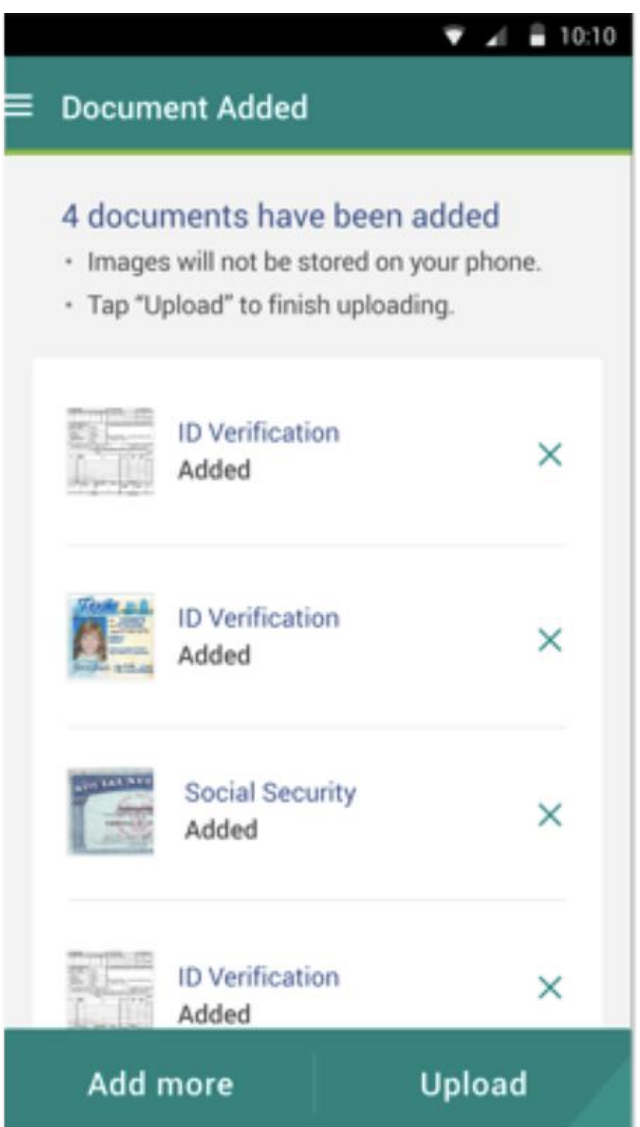 10:10
Document Added
4 documents have been added
• Images will not be stored on your phone.
• Tap “Upload” to finish uploading.
ID Verification
Added
ID Verification
Added
Social Security
Added
ID Verification
Added
Add more
Upload